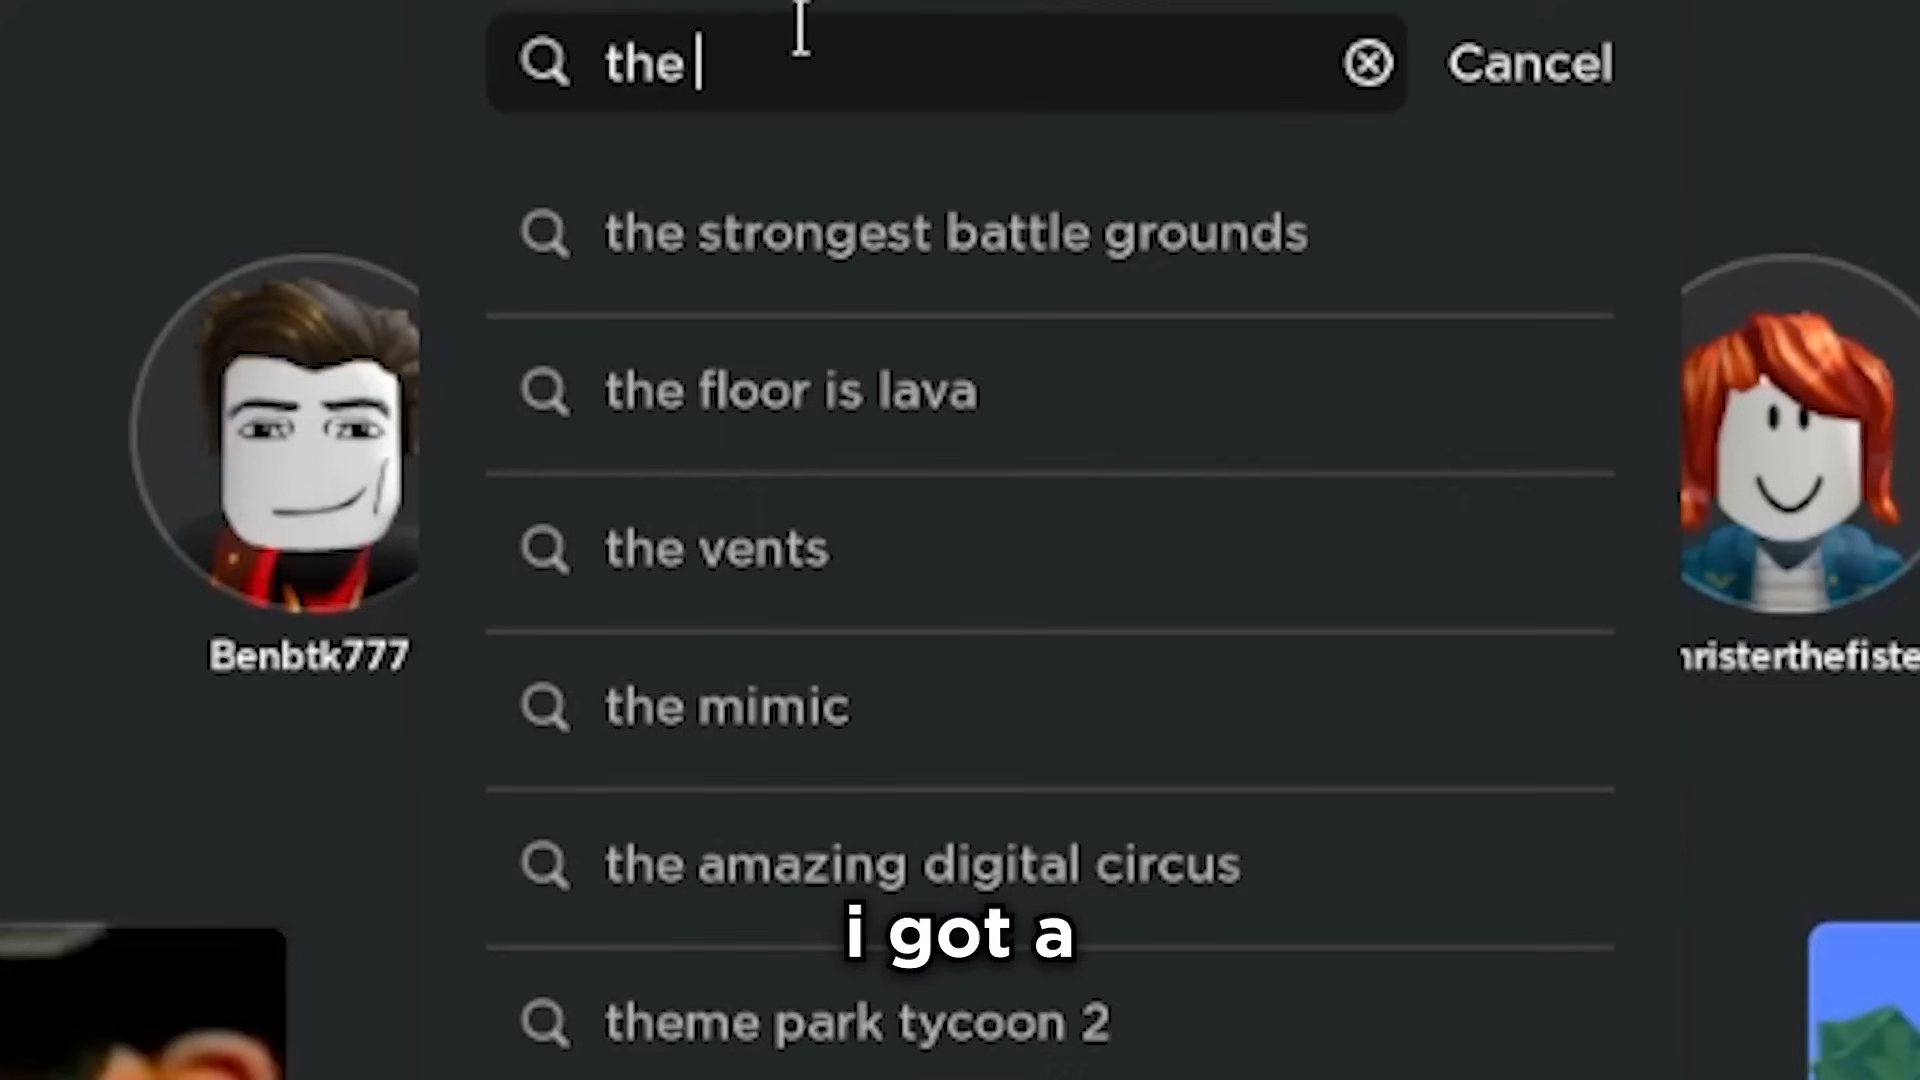 the
Cancel
the strongest battle grounds
the floor is lava
the vents
Benbtk777
hristerthefiste
the mimic
the amazing digital circus
i got a
theme park tycoon 2